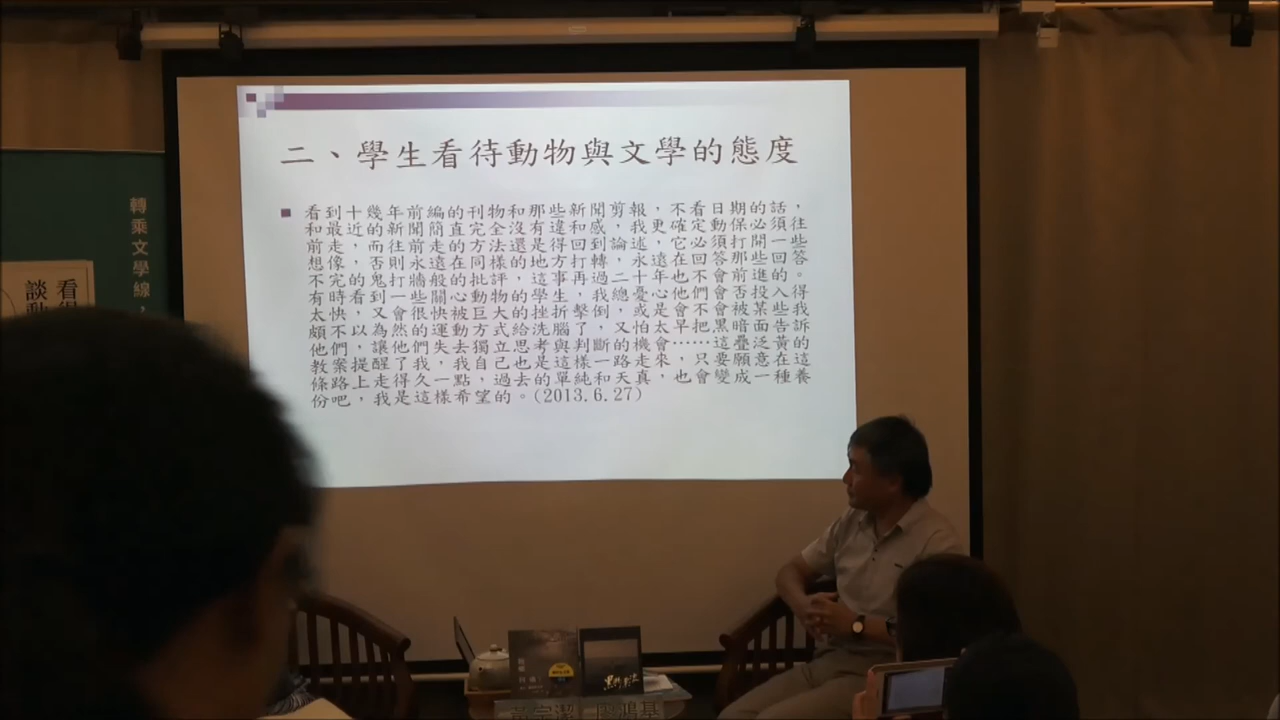 二、學生看待動物與文學的態度
看到十幾年前編的刊物和那些新聞剪報，不看日期的話，
和最近的新聞簡直完全沒有違和感，我更確定動保必須往
前走，而往前走的方法還是得回到論述，它必須打開一些
想像，否則永遠在同樣的地方打轉，永遠在回答那些回答
不完的鬼打牆般的批評，這事再過二十年也不會前進的。
有時看到一些關心動物的學生，我總憂心他們會否投入得
太快，又會很快被巨大的挫折擊倒，或是會不會被某些我
頗不以為然的運動方式給洗腦了，又怕太早把黑暗面告訴
他們，讓他們失去獨立思考與判斷的機會……這疊泛黃的
教案提醒了我，我自己也是這樣一路走來，只要願意在這
條路上走得久一點，過去的單純和天真，也會變成一種養
份吧，我是這樣希望的。(2013.6.27)
轉乘文學線，
看得
談動
黃宗潔
廖鴻基